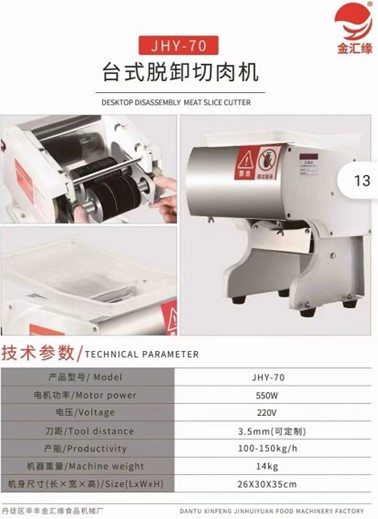 JHY-70
金汇缘
台式脱卸切肉机
DESKTOP DISASSEMBLY MEAT SLICE CUTTER
13
技术参数/TECHNICAL PARAMETER
产品型号/ Model JHY-70
电机功率/Motor power 550W
电压/Voltage 220V
刀距/Tool distance 3.5mm(可定制)
产能/Productivity 100-150kg/h
机器重量/Machine weight 14kg
机身尺寸(长×宽×高)/Size(LxWxH) 26X30X35cm
丹徒区辛丰金汇缘食品机械厂 DANTU XINFENG JINHUIYUAN FOOD MACHINERY FACTORY